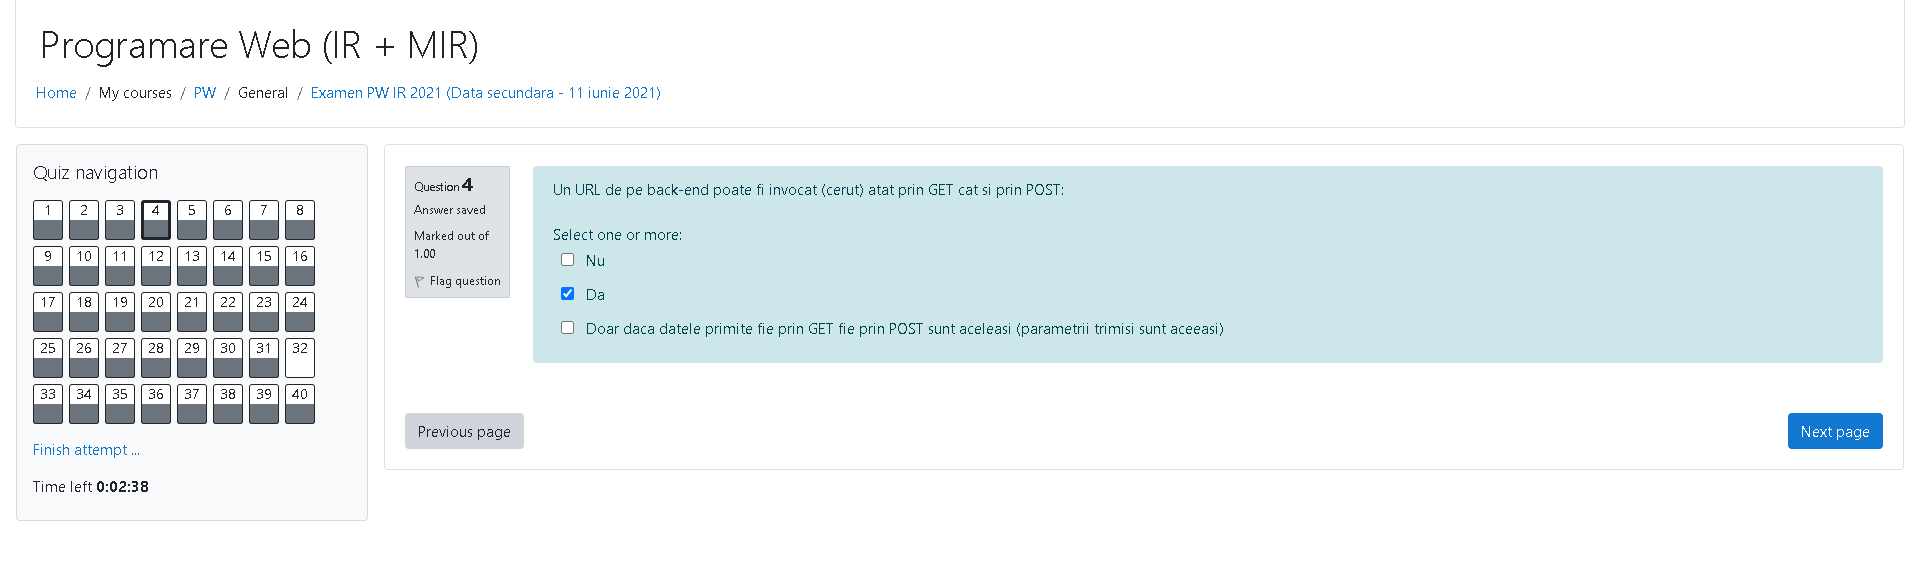 Programare Web (IR + MIR)
Home / My courses / PW / General / Examen PW IR 2021 (Data secundara - 11 iunie 2021)
Quiz navigation
1 2 3 4 5 6 7 8
9 10 11 12 13 14 15 16
17 18 19 20 21 22 23 24
25 26 27 28 29 30 31 32
33 34 35 36 37 38 39 40
Finish attempt ...
Time left 0:02:38
Question 4
Answer saved
Marked out of
1.00
Flag question
Un URL de pe back-end poate fi invocat (cerut) atat prin GET cat si prin POST:
Select one or more:
Nu
Da
Doar daca datele primite fie prin GET fie prin POST sunt aceleasi (parametrii trimisi sunt aceeasi)
Previous page
Next page